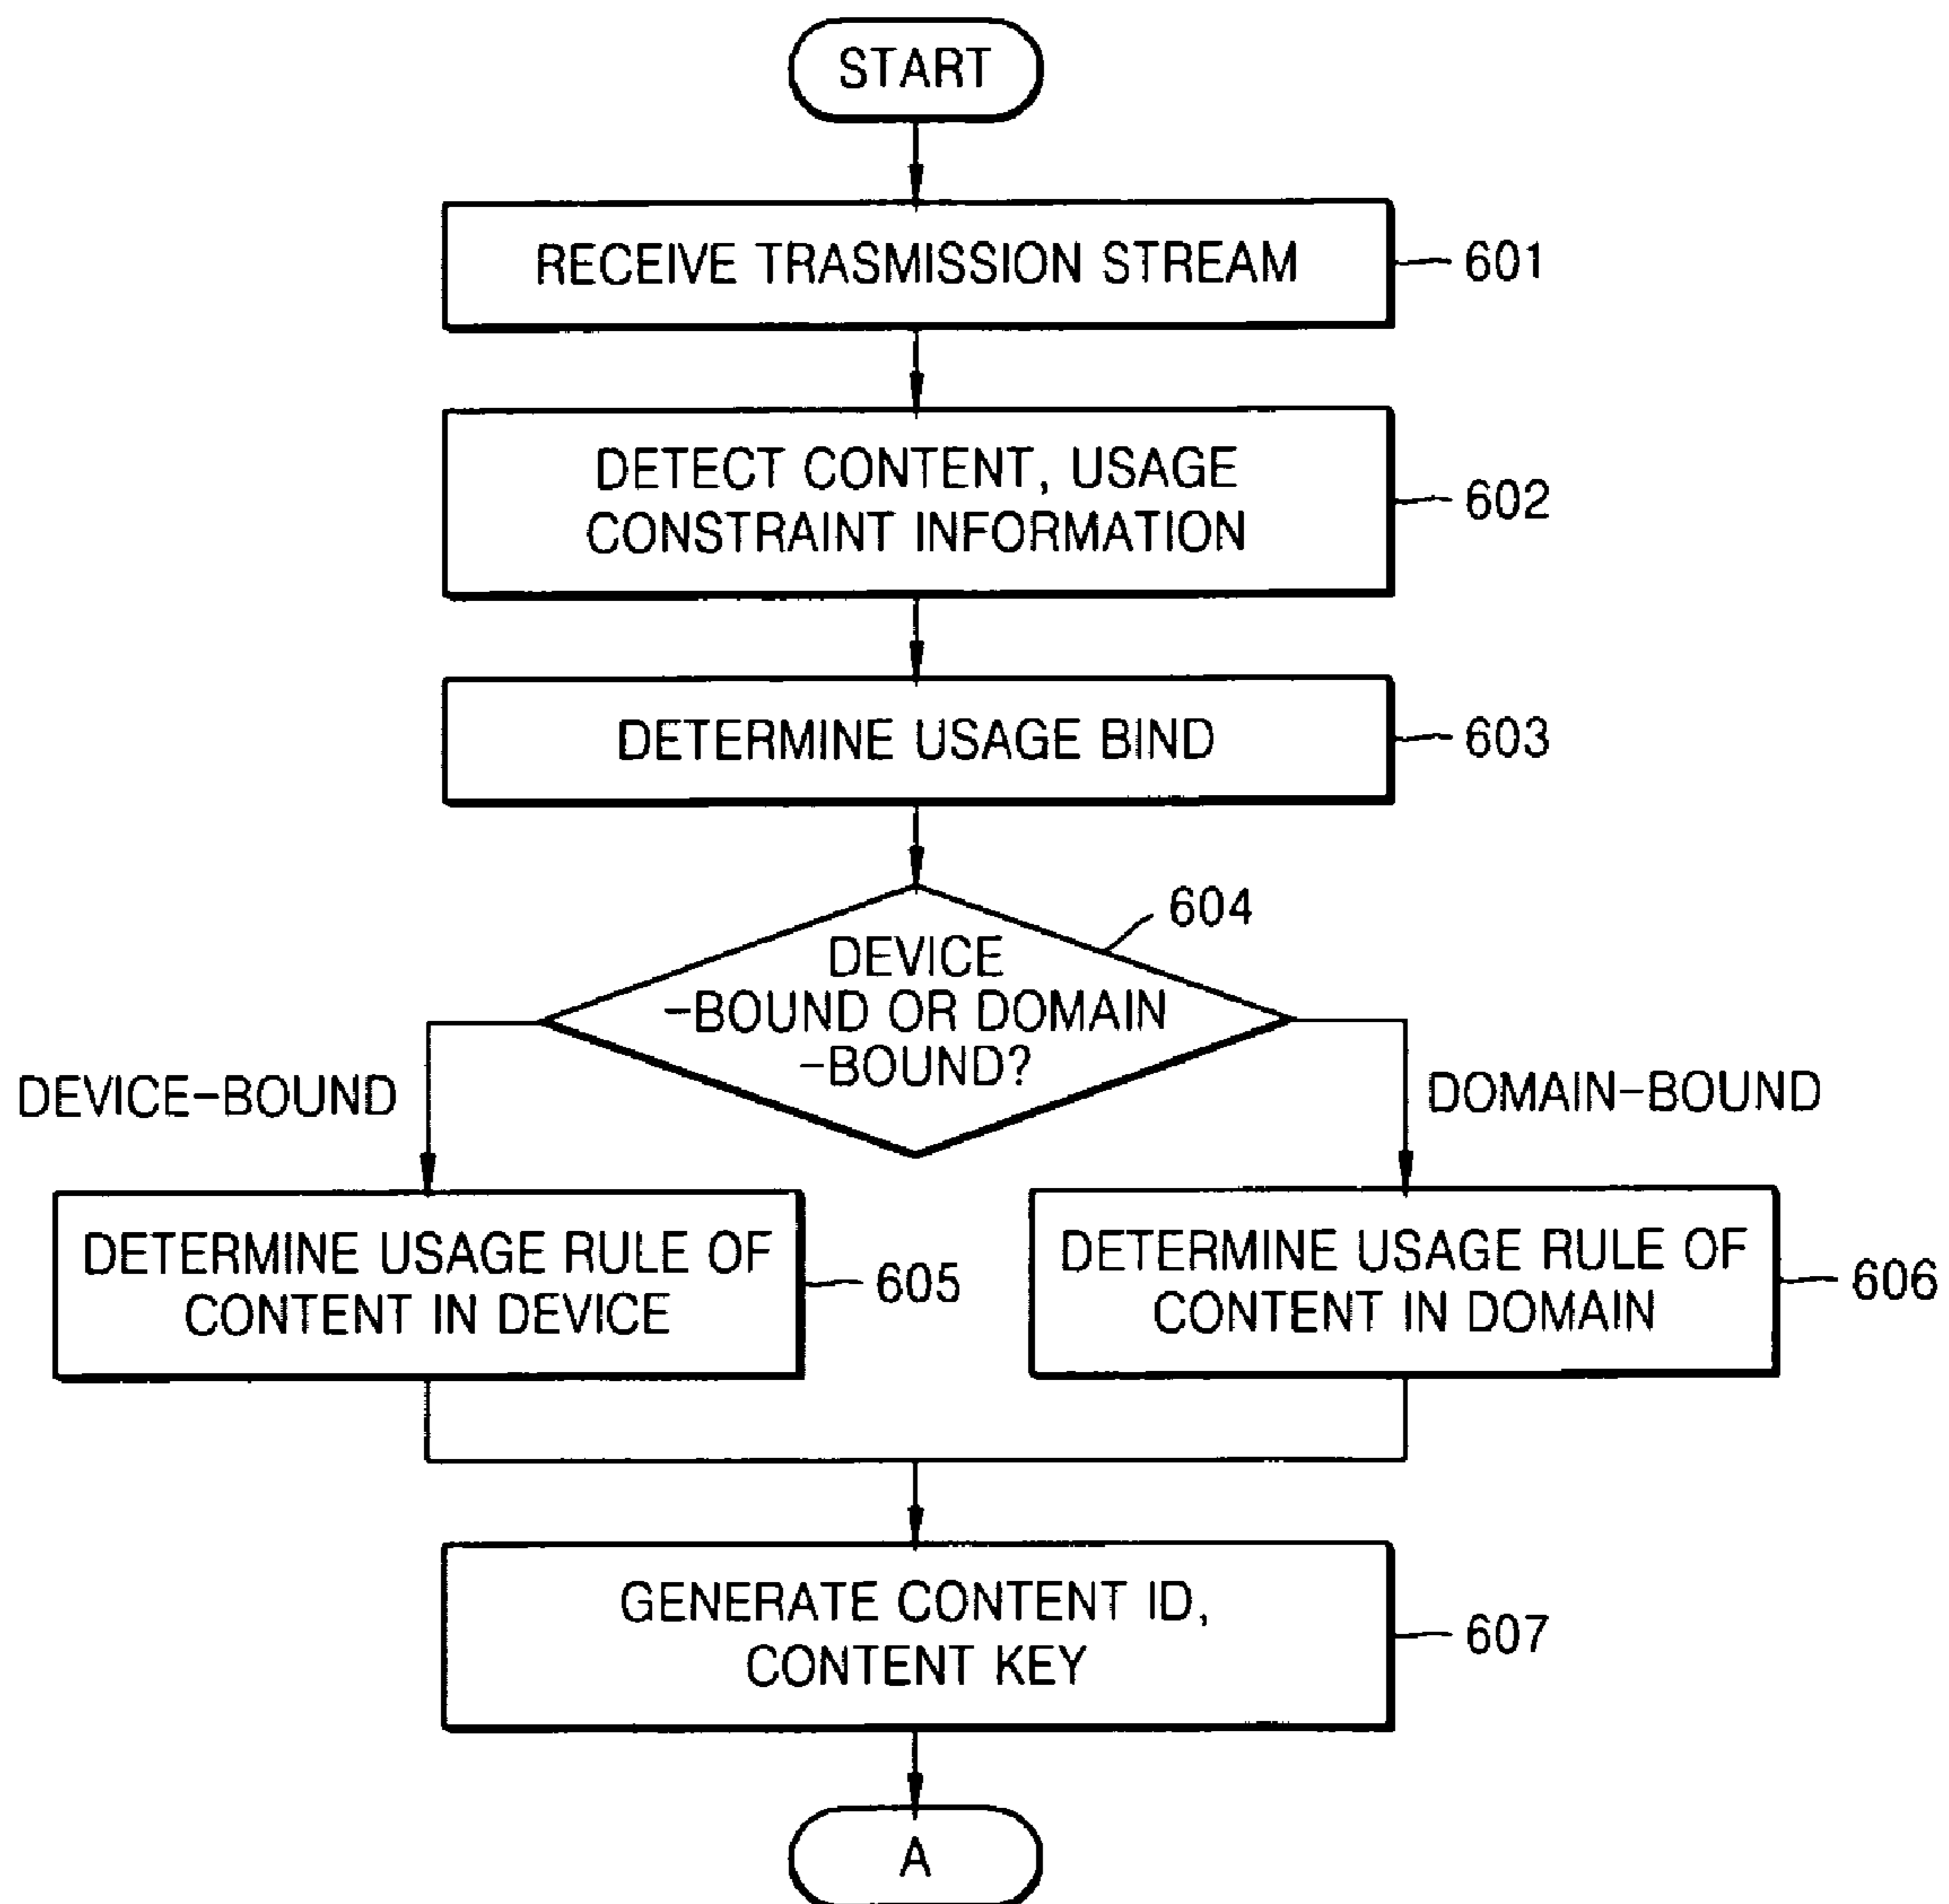 START
RECEIVE TRASMISSION STREAM
601
DETECT CONTENT, USAGE
CONSTRAINT INFORMATION
602
DETERMINE USAGE BIND
603
604
DEVICE
-BOUND OR DOMAIN
-BOUND?
DEVICE-BOUND
DOMAIN-BOUND
DETERMINE USAGE RULE OF
CONTENT IN DEVICE
605
DETERMINE USAGE RULE OF
CONTENT IN DOMAIN
606
GENERATE CONTENT ID,
CONTENT KEY
607
A